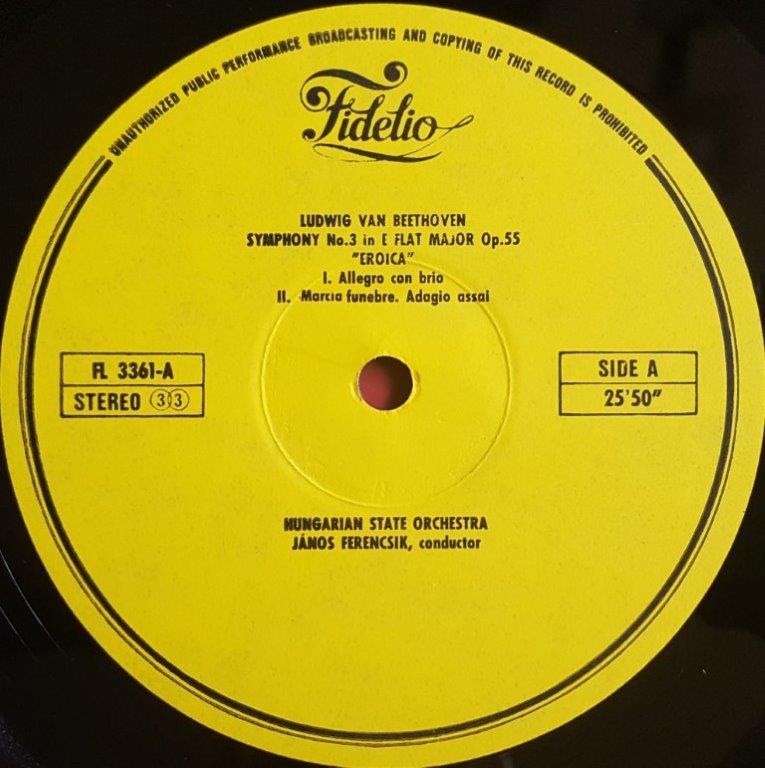 UNAUTHORIZED PUBLIC PERFORMANCE BROADCASTING AND COPYING OF THIS RECORD IS PROHIBITED
Fidelio
LUDWIG VAN BEETHOVEN
SYMPHONY No.3 in E FLAT MAJOR Op.55
"EROICA"
I. Allegro con brio
II. Marcia funebre. Adagio assai
FL 3361-A
STEREO 33
SIDE A
25'50"
HUNGARIAN STATE ORCHESTRA
JÁNOS FERENCSIK, conductor